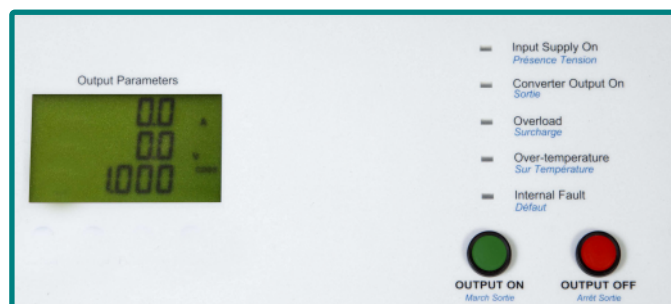 Output Parameters
0.0 A
0.0 V
1.000
Input Supply On
Présence Tension
Converter Output On
Sortie
Overload
Surcharge
Over-temperature
Sur Température
Internal Fault
Défaut
OUTPUT ON
March Sortie
OUTPUT OFF
Arrêt Sortie